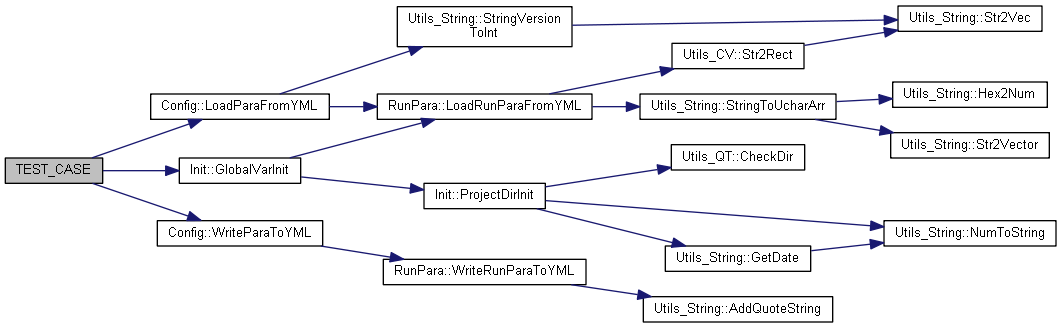 Utils_String::StringVersion
ToInt
Utils_String::Str2Vec
Utils_CV::Str2Rect
Config::LoadParaFromYML
RunPara::LoadRunParaFromYML
Utils_String::StringToUcharArr
Utils_String::Hex2Num
Utils_String::Str2Vector
TEST_CASE
Init::GlobalVarInit
Utils_QT::CheckDir
Init::ProjectDirInit
Config::WriteParaToYML
Utils_String::NumToString
Utils_String::GetDate
RunPara::WriteRunParaToYML
Utils_String::AddQuoteString